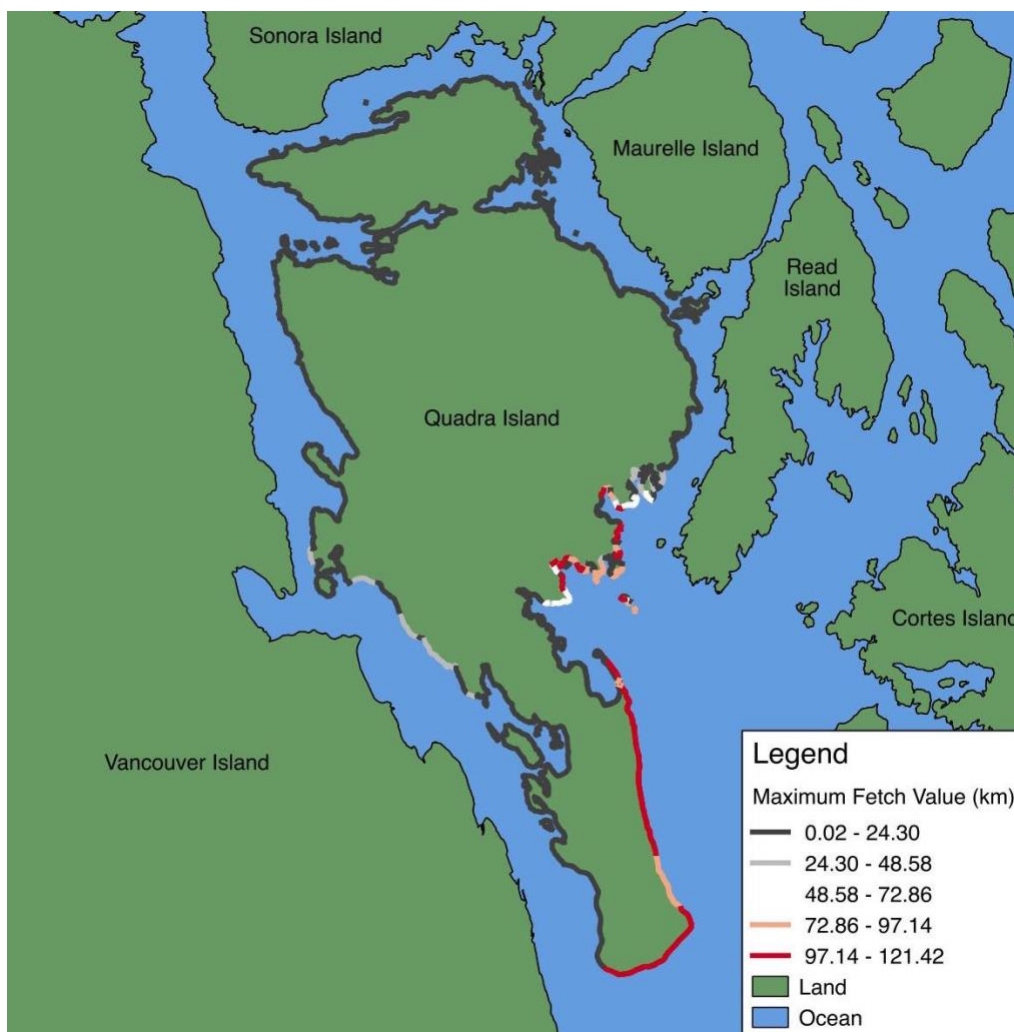 Sonora Island
Maurelle Island
Read
Island
Quadra Island
Cortes Island
Vancouver Island
Legend
Maximum Fetch Value (km)
0.02 - 24.30
24.30 - 48.58
48.58 - 72.86
72.86 - 97.14
97.14 - 121.42
Land
Ocean